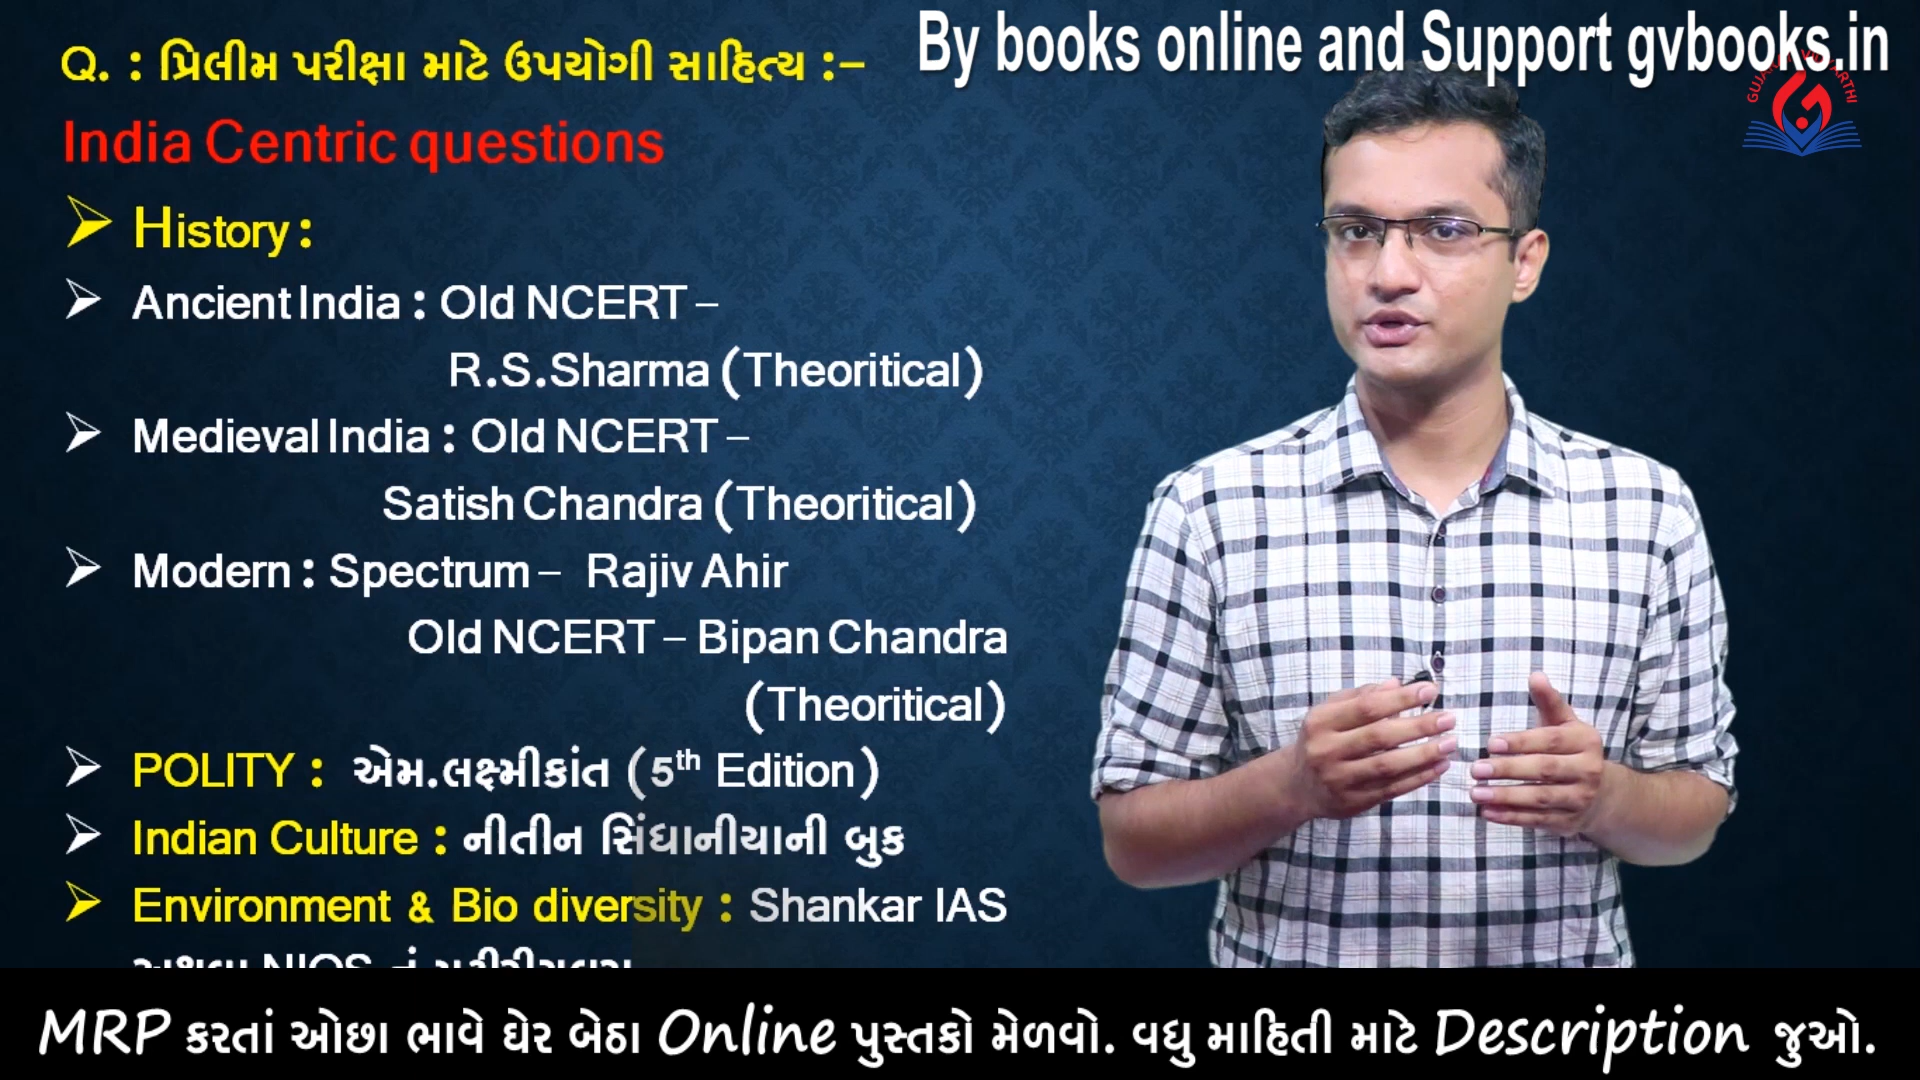 By books online and Support gvbooks.in
Q. : પ્રિલીમ પરીક્ષા માટે ઉપયોગી સાહિત્ય :–
India Centric questions
➢ History :
➢ Ancient India : Old NCERT –
R.S.Sharma (Theoritical)
➢ Medieval India : Old NCERT –
Satish Chandra (Theoritical)
➢ Modern : Spectrum – Rajiv Ahir
Old NCERT – Bipan Chandra
(Theoritical)
➢ POLITY : એમ.લક્ષ્મીકાંત (5th Edition)
➢ Indian Culture : નીતીન સિંઘાનીયાની બુક
➢ Environment & Bio diversity : Shankar IAS
અથવા NIOS નું
MRP કરતાં ઓછા ભાવે ઘેર બેઠા Online પુસ્તકો મેળવો. વધુ માહિતી માટે Description જુઓ.